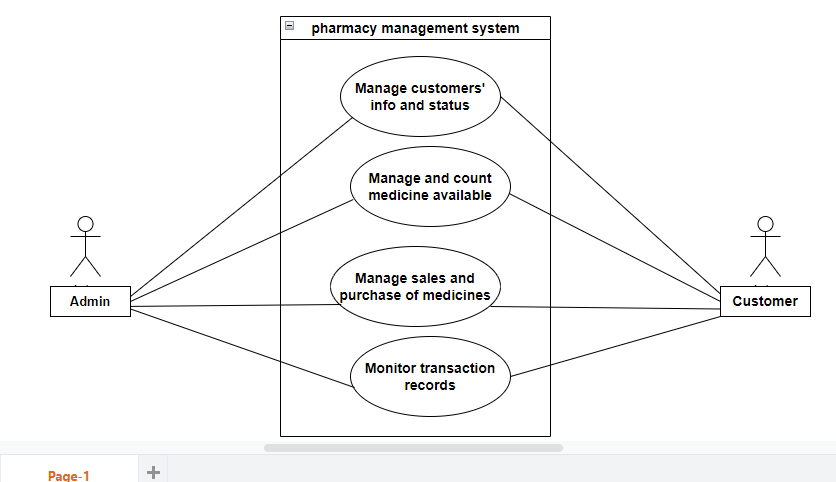 pharmacy management system
Manage customers'
info and status
Manage and count
medicine available
Manage sales and
purchase of medicines
Monitor transaction
records
Admin
Customer
Page-1